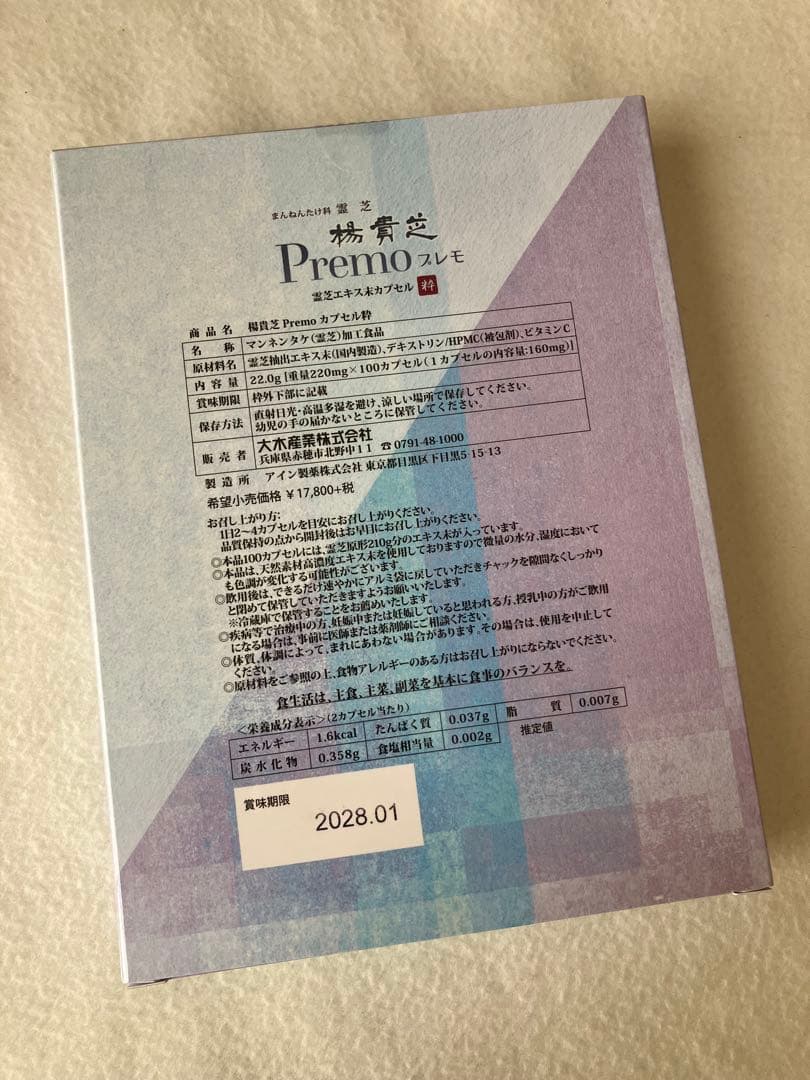 まんねんたけ科 霊芝
楊貴芝
Premo プレモ
霊芝エキス末カプセル 粋
商品名 楊貴芝 Premo カプセル粋
名称 マンネンタケ(霊芝)加工食品
原材料名 霊芝抽出エキス末(国内製造)、デキストリン/HPMC(被包剤)、ビタミンC
内容量 22.0g [重量220mg×100カプセル(1カプセルの内容量:160mg)]
賞味期限 枠外下部に記載
保存方法 直射日光・高温多湿を避け、涼しい場所で保存してください。
幼児の手の届かないところに保管してください。
販売者 大木産業株式会社
兵庫県赤穂市北野中11 ☎0791-48-1000
製造所 アイン製薬株式会社 東京都目黒区下目黒5-15-13
希望小売価格 ¥17,800+税
お召し上がり方:
1日2〜4カプセルを目安にお召し上がりください。
品質保持の点から開封後はお早目にお召し上がりください。
◎本品100カプセルには、霊芝原形210g分のエキス末が入っています。
◎本品は、天然素材高濃度エキス末を使用しておりますので微量の水分、湿度において
も色調が変化する可能性がございます。
◎飲用後は、できるだけ速やかにアルミ袋に戻していただきチャックを隙間なくしっかり
と閉めて保管していただきますようお願いいたします。
※冷蔵庫で保管することをお薦めいたします。
◎疾病等で治療中の方、妊娠中または妊娠していると思われる方、授乳中の方がご飲用
になる場合は、事前に医師または薬剤師にご相談ください。
◎体質、体調によって、まれにあわない場合があります。その場合は、使用を中止して
ください。
◎原材料をご参照の上、食物アレルギーのある方はお召し上がりにならないでください。
食生活は、主食、主菜、副菜を基本に食事のバランスを。
<栄養成分表示>(2カプセル当たり)
エネルギー 1.6kcal たんぱく質 0.037g 脂質 0.007g
炭水化物 0.358g 食塩相当量 0.002g 推定値
賞味期限
2028.01